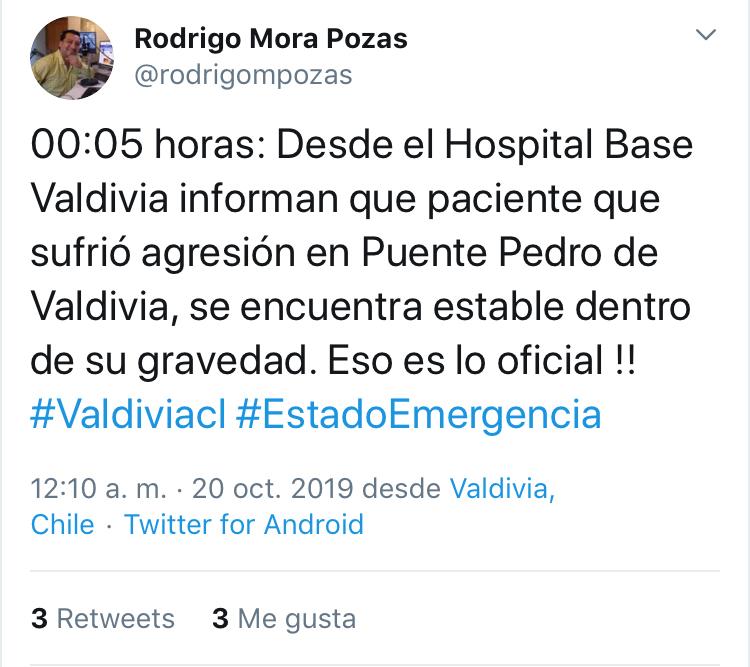 Rodrigo Mora Pozas
@rodrigompozas
00:05 horas: Desde el Hospital Base
Valdivia informan que paciente que
sufrió agresión en Puente Pedro de
Valdivia, se encuentra estable dentro
de su gravedad. Eso es lo oficial !!
#Valdiviacl #EstadoEmergencia
12:10 a. m. · 20 oct. 2019 desde Valdivia,
Chile · Twitter for Android
3 Retweets 3 Me gusta